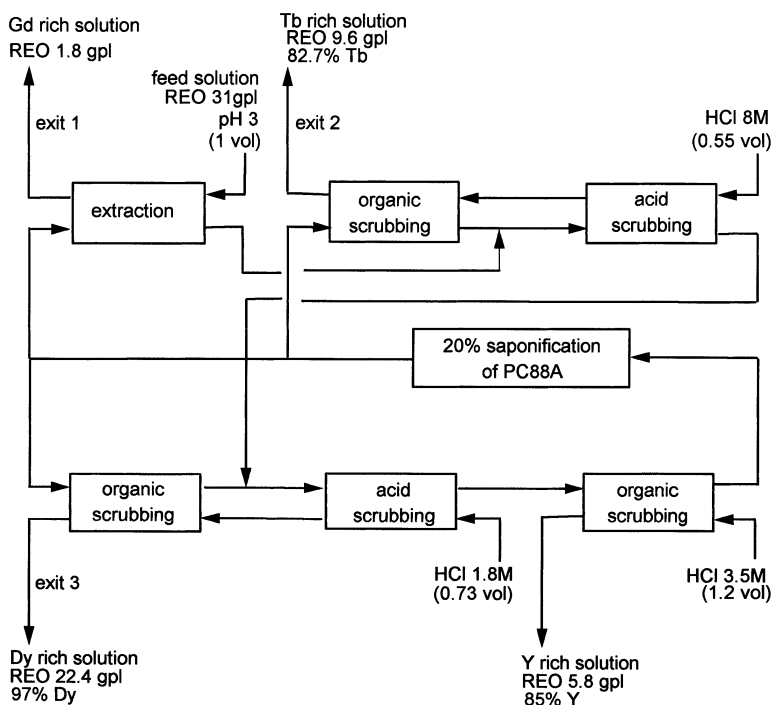 Gd rich solution
REO 1.8 gpl
Tb rich solution
REO 9.6 gpl
82.7% Tb
feed solution
REO 31gpl
pH 3
(1 vol)
exit 1
exit 2
HCl 8M
(0.55 vol)
extraction
organic
scrubbing
acid
scrubbing
20% saponification
of PC88A
organic
scrubbing
acid
scrubbing
organic
scrubbing
exit 3
HCl 1.8M
(0.73 vol)
HCl 3.5M
(1.2 vol)
Dy rich solution
REO 22.4 gpl
97% Dy
Y rich solution
REO 5.8 gpl
85% Y